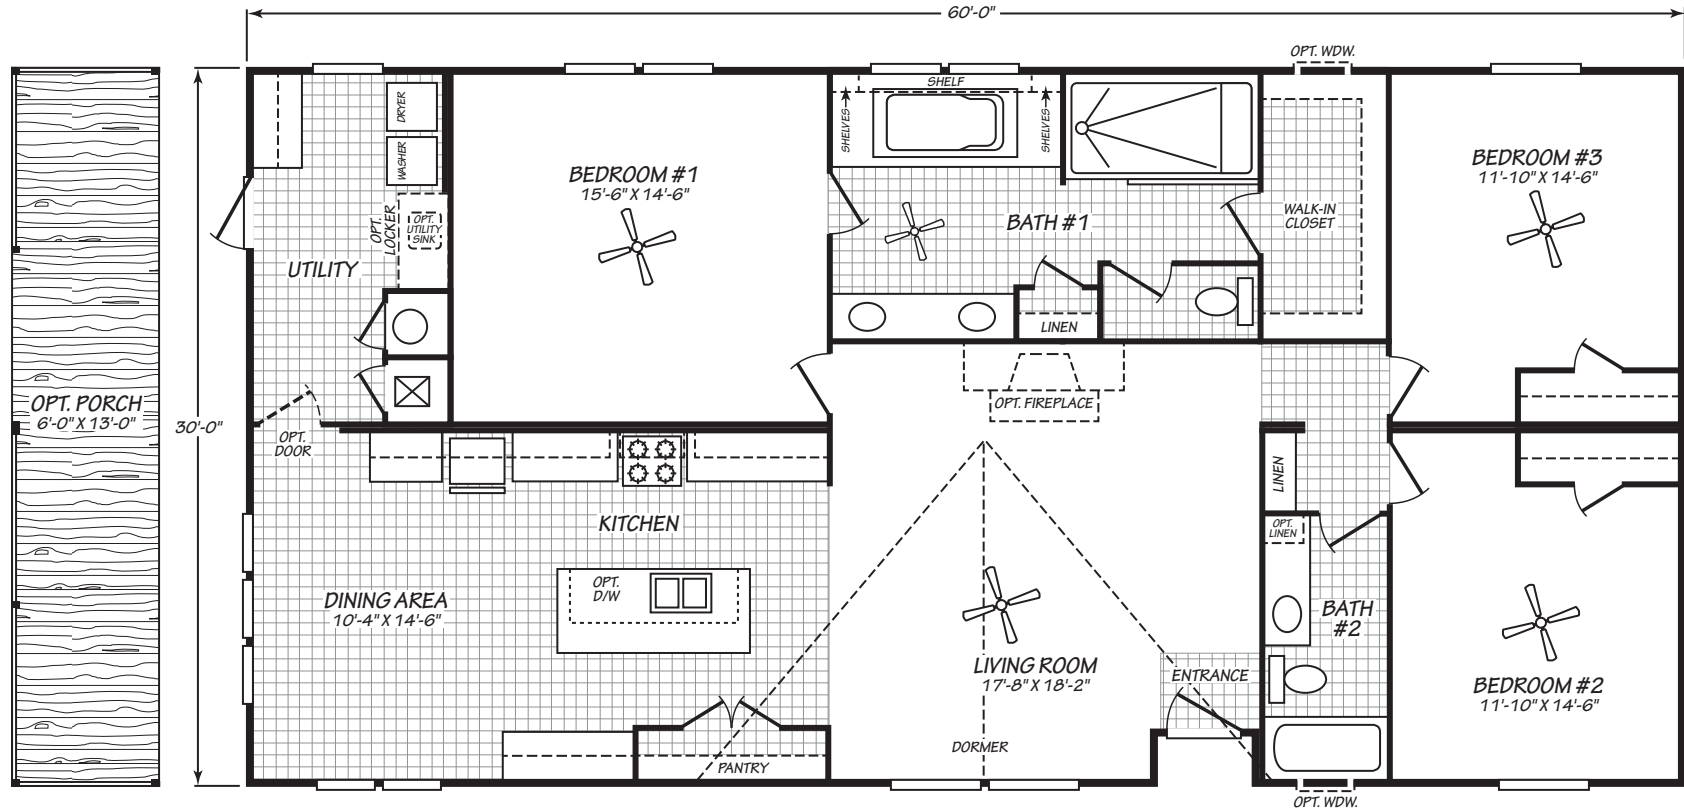 60'-0"
OPT. WDW.
DRYER
WASHER
OPT. LOCKER
OPT.
UTILITY
SINK
UTILITY
BEDROOM #1
15'-6" X 14'-6"
SHELF
SHELVES
SHELVES
BATH #1
LINEN
WALK-IN
CLOSET
BEDROOM #3
11'-10" X 14'-6"
OPT. PORCH
6'-0" X 13'-0"
30'-0"
OPT.
DOOR
OPT. FIREPLACE
KITCHEN
OPT.
D/W
DINING AREA
10'-4" X 14'-6"
PANTRY
LIVING ROOM
17'-8" X 18'-2"
DORMER
ENTRANCE
LINEN
OPT.
LINEN
BATH
#2
BEDROOM #2
11'-10" X 14'-6"
OPT. WDW.